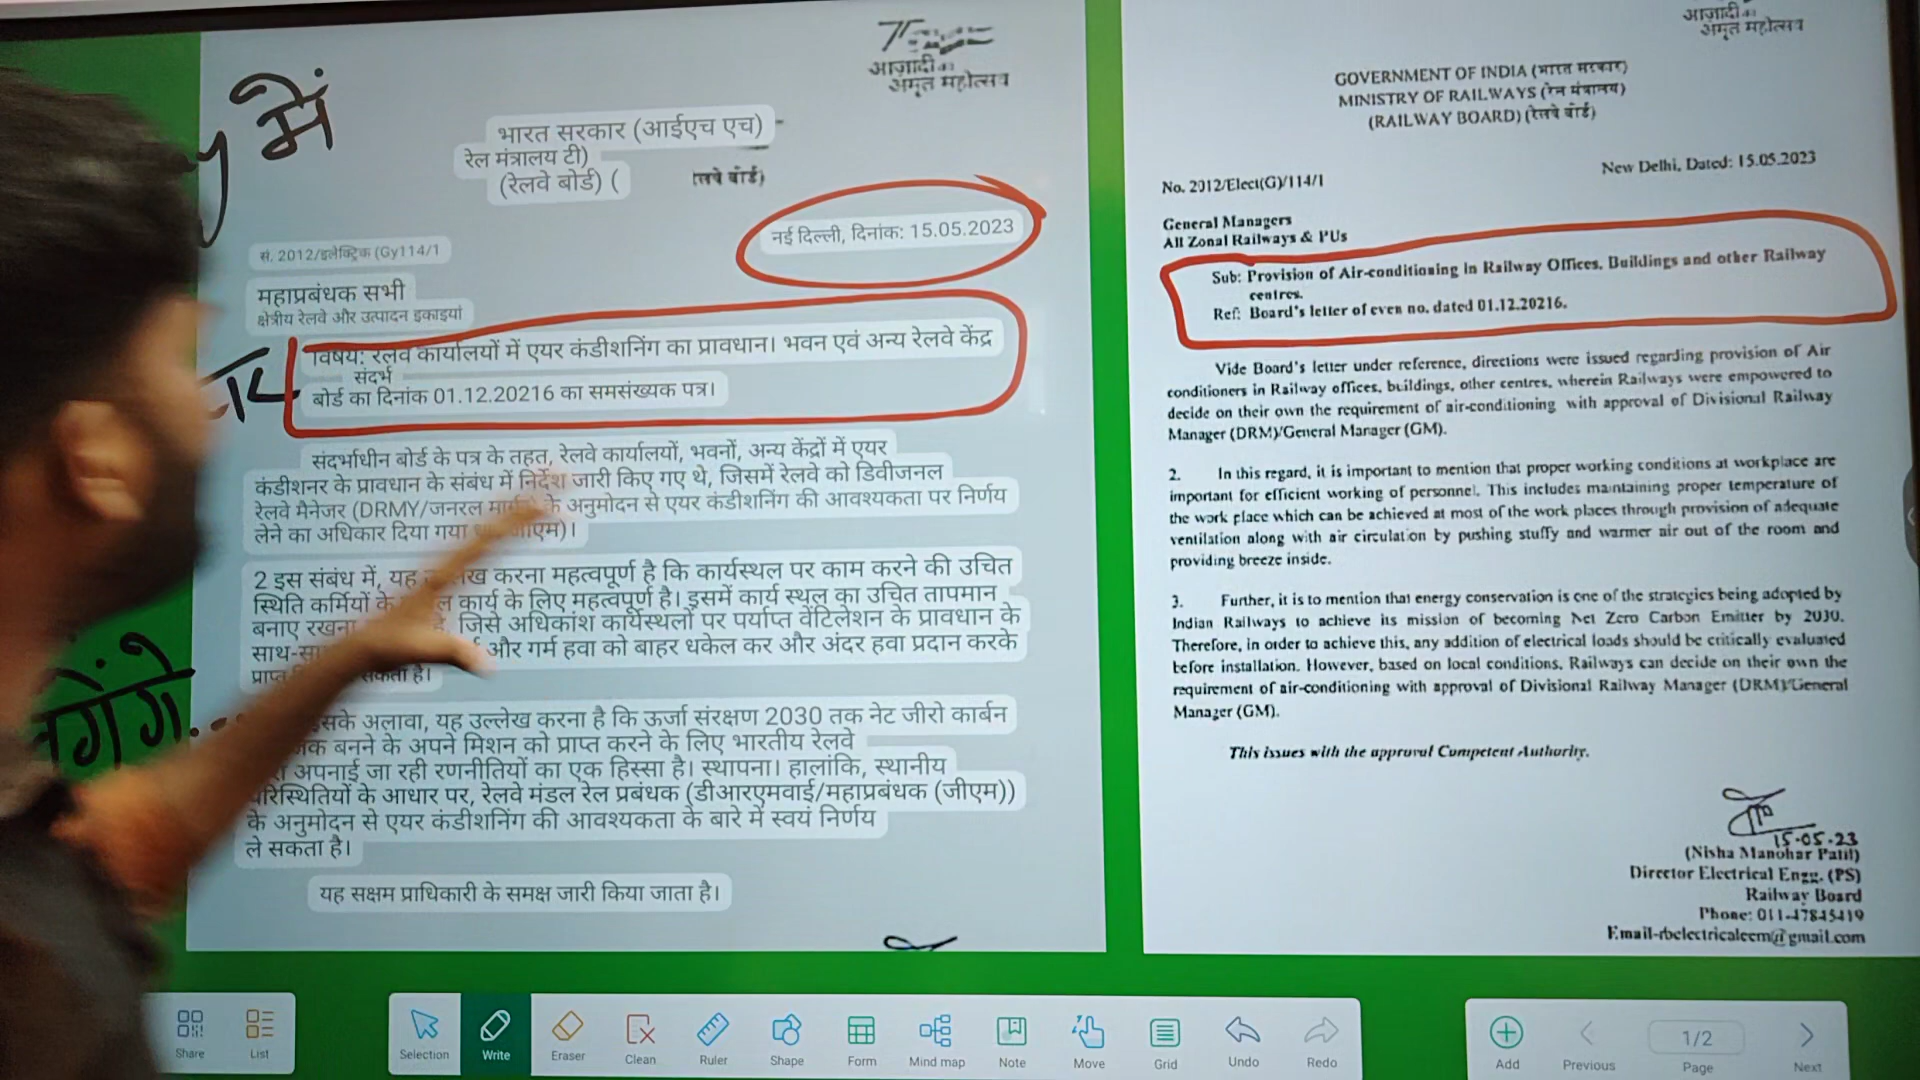 में
आज़ादी का
अमृत महोत्सव
भारत सरकार (आईएच एच)
रेल मंत्रालय टी)
(रेलवे बोर्ड) (
नई दिल्ली, दिनांक: 15.05.2023
सं. 2012/इलेक्ट्रिक (Gy114/1
महाप्रबंधक सभी
क्षेत्रीय रेलवे और उत्पादन इकाइयां
विषय: रेलवे कार्यालयों में एयर कंडीशनिंग का प्रावधान। भवन एवं अन्य रेलवे केंद्र
संदर्भ
बोर्ड का दिनांक 01.12.20216 का समसंख्यक पत्र।
संदर्भाधीन बोर्ड के पत्र के तहत, रेलवे कार्यालयों, भवनों, अन्य केंद्रों में एयर
कंडीशनर के प्रावधान के संबंध में निर्देश जारी किए गए थे, जिसमें रेलवे को डिवीजनल
रेलवे मैनेजर (DRMY/जनरल के अनुमोदन से एयर कंडीशनिंग की आवश्यकता पर निर्णय
लेने का अधिकार दिया गया
2 इस संबंध में, यह करना महत्वपूर्ण है कि कार्यस्थल पर काम करने की उचित
स्थिति कर्मियों के कार्य के लिए महत्वपूर्ण है। इसमें कार्य स्थल का उचित तापमान
बनाए रखना जिसे अधिकांश कार्यस्थलों पर पर्याप्त वेंटिलेशन के प्रावधान के
और गर्म हवा को बाहर धकेल कर और अंदर हवा प्रदान करके
है।
अलावा, यह उल्लेख करना है कि ऊर्जा संरक्षण 2030 तक नेट जीरो कार्बन
बनने के अपने मिशन को प्राप्त करने के लिए भारतीय रेलवे
अपनाई जा रही रणनीतियों का एक हिस्सा है। स्थापना। हालांकि, स्थानीय
परिस्थितियों के आधार पर, रेलवे मंडल रेल प्रबंधक (डीआरएमवाई/महाप्रबंधक (जीएम))
के अनुमोदन से एयर कंडीशनिंग की आवश्यकता के बारे में स्वयं निर्णय
ले सकता है।
यह सक्षम प्राधिकारी के समक्ष जारी किया जाता है।
आज़ादी का
अमृत महोत्सव
GOVERNMENT OF INDIA (भारत सरकार)
MINISTRY OF RAILWAYS (रेल मंत्रालय)
(RAILWAY BOARD) (रेलवे बोर्ड)
No. 2012/Elect(G)/114/1
New Delhi, Dated: 15.05.2023
General Managers
All Zonal Railways & PUs
Sub: Provision of Air-conditioning in Railway Offices, Buildings and other Railway
centres.
Ref: Board's letter of even no. dated 01.12.20216.
Vide Board's letter under reference, directions were issued regarding provision of Air
conditioners in Railway offices, buildings, other centres, wherein Railways were empowered to
decide on their own the requirement of air-conditioning with approval of Divisional Railway
Manager (DRM)/General Manager (GM).
2. In this regard, it is important to mention that proper working conditions at workplace are
important for efficient working of personnel. This includes maintaining proper temperature of
the work place which can be achieved at most of the work places through provision of adequate
ventilation along with air circulation by pushing stuffy and warmer air out of the room and
providing breeze inside.
3. Further, it is to mention that energy conservation is one of the strategies being adopted by
Indian Railways to achieve its mission of becoming Net Zero Carbon Emitter by 2030.
Therefore, in order to achieve this, any addition of electrical loads should be critically evaluated
before installation. However, based on local conditions, Railways can decide on their own the
requirement of air-conditioning with approval of Divisional Railway Manager (DRM)/General
Manager (GM).
This issues with the approval Competent Authority.
15-05-23
(Nisha Manohar Patil)
Director Electrical Engg. (PS)
Railway Board
Phone: 011-47845419
Email-rbelectricaleem@gmail.com
Share
List
Selection
Write
Eraser
Clean
Ruler
Shape
Form
Mind map
Note
Move
Grid
Undo
Redo
Add
Previous
1/2
Page
Next